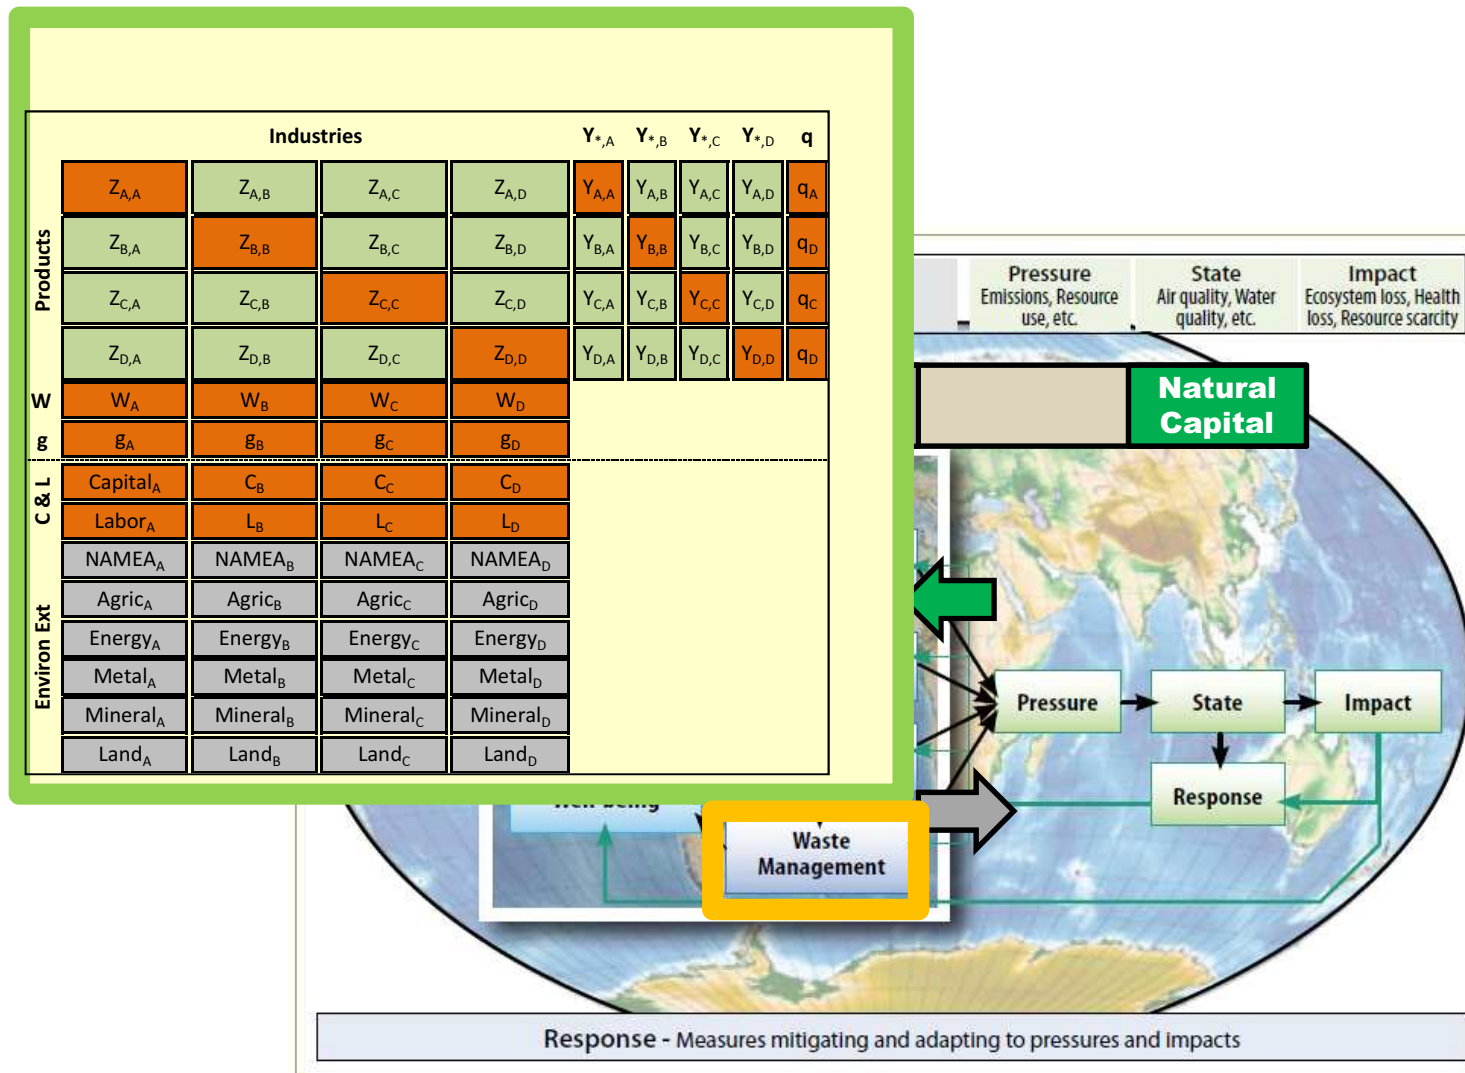 Industries Y*,A Y*,B Y*,C Y*,D q
Products
ZA,A ZA,B ZA,C ZA,D YA,A YA,B YA,C YA,D qA
ZB,A ZB,B ZB,C ZB,D YB,A YB,B YB,C YB,D qD
ZC,A ZC,B ZC,C ZC,D YC,A YC,B YC,C YC,D qC
ZD,A ZD,B ZD,C ZD,D YD,A YD,B YD,C YD,D qD
W WA WB WC WD
g gA gB gC gD
C & L
CapitalA CB CC CD
LaborA LB LC LD
Environ Ext
NAMEAA NAMEAB NAMEAC NAMEAD
AgricA AgricB AgricC AgricD
EnergyA EnergyB EnergyC EnergyD
MetalA MetalB MetalC MetalD
MineralA MineralB MineralC MineralD
LandA LandB LandC LandD
Pressure
Emissions, Resource
use, etc.
State
Air quality, Water
quality, etc.
Impact
Ecosystem loss, Health
loss, Resource scarcity
Natural
Capital
Pressure
State
Impact
Response
Well-being
Waste
Management
Response - Measures mitigating and adapting to pressures and impacts